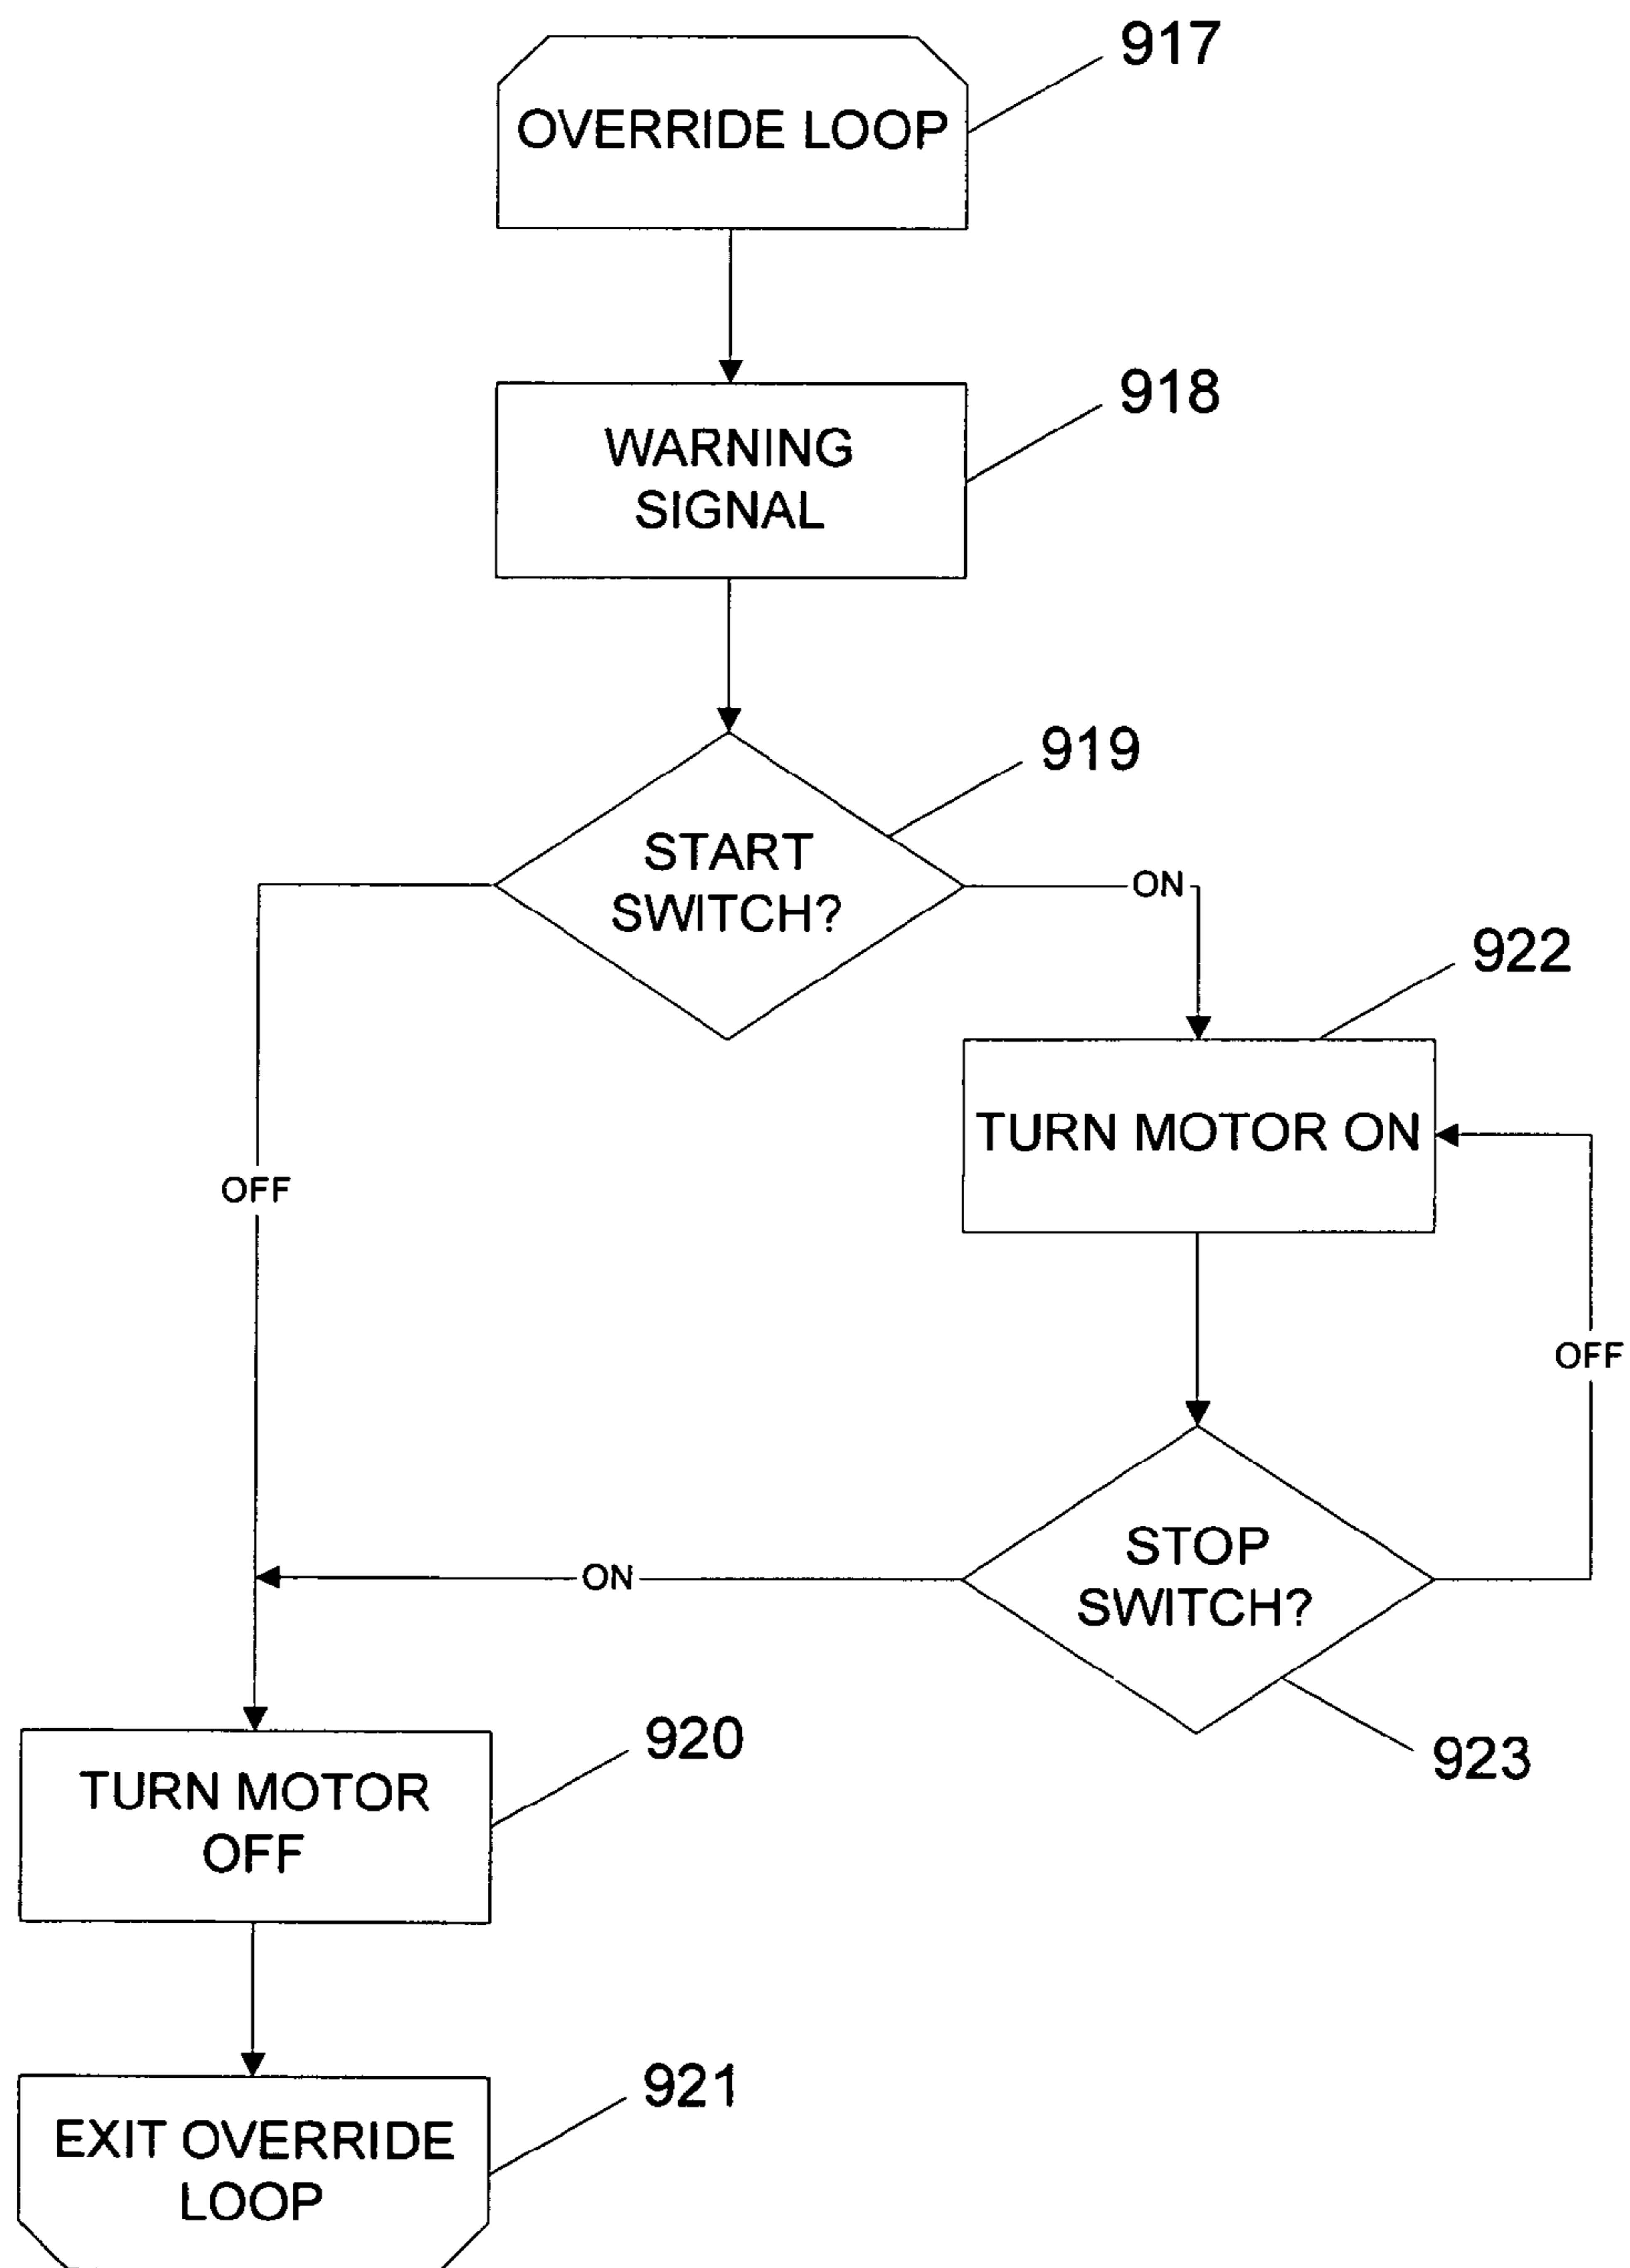 917
OVERRIDE LOOP
918
WARNING
SIGNAL
919
START
SWITCH?
ON
922
TURN MOTOR ON
OFF
OFF
STOP
SWITCH?
ON
923
920
TURN MOTOR
OFF
921
EXIT OVERRIDE
LOOP